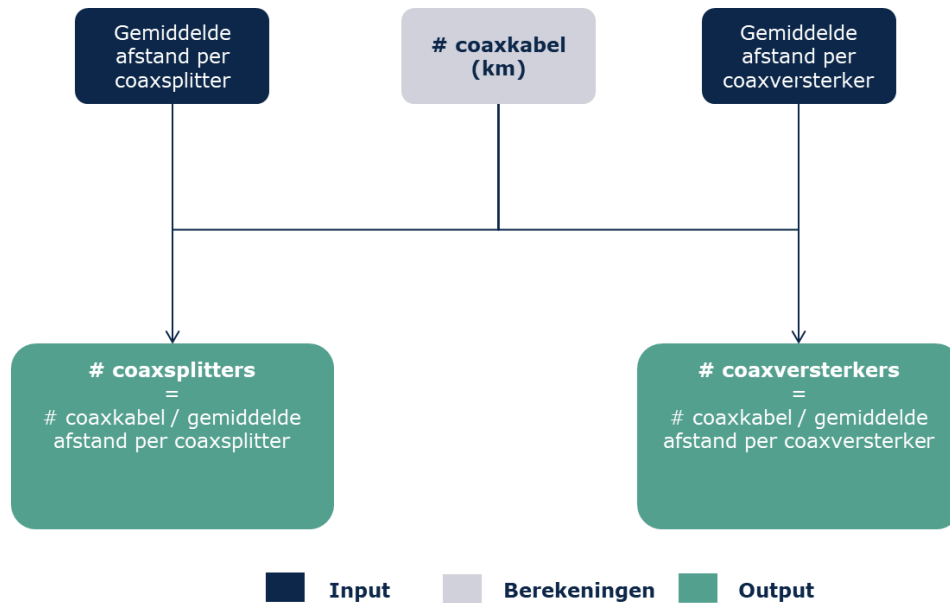 Gemiddelde
afstand per
coaxsplitter
# coaxkabel
(km)
Gemiddelde
afstand per
coaxversterker
# coaxsplitters
=
# coaxkabel / gemiddelde
afstand per coaxsplitter
# coaxversterkers
=
# coaxkabel / gemiddelde
afstand per coaxversterker
Input
Berekeningen
Output